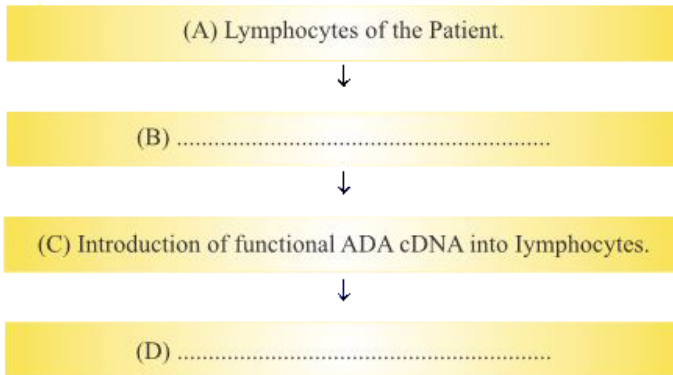 (A) Lymphocytes of the Patient.
↓
(B) ............................................................
↓
(C) Introduction of functional ADA cDNA into Iymphocytes.
↓
(D) ............................................................